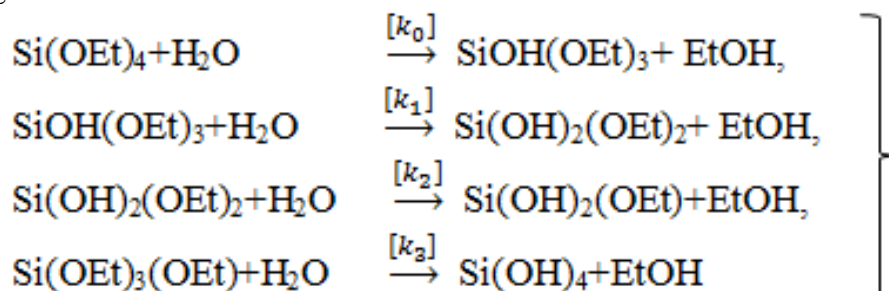 Si(OEt)₄+H₂O [k₀] → SiOH(OEt)₃+ EtOH,
SiOH(OEt)₃+H₂O [k₁] → Si(OH)₂(OEt)₂+ EtOH,
Si(OH)₂(OEt)₂+H₂O [k₂] → Si(OH)₂(OEt)+EtOH,
Si(OEt)₃(OEt)+H₂O [k₃] → Si(OH)₄+EtOH